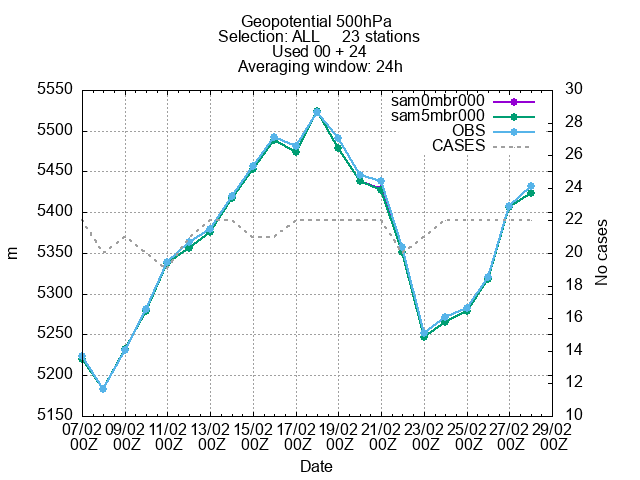 Geopotential 500hPa
Selection: ALL 23 stations
Used 00 + 24
Averaging window: 24h
sam0mbr000
sam5mbr000
OBS
CASES
5550
5500
5450
5400
5350
5300
5250
5200
5150
m
30
28
26
24
22
20
18
16
14
12
10
No cases
07/02 09/02 11/02 13/02 15/02 17/02 19/02 21/02 23/02 25/02 27/02 29/02
00Z 00Z 00Z 00Z 00Z 00Z 00Z 00Z 00Z 00Z 00Z 00Z
Date